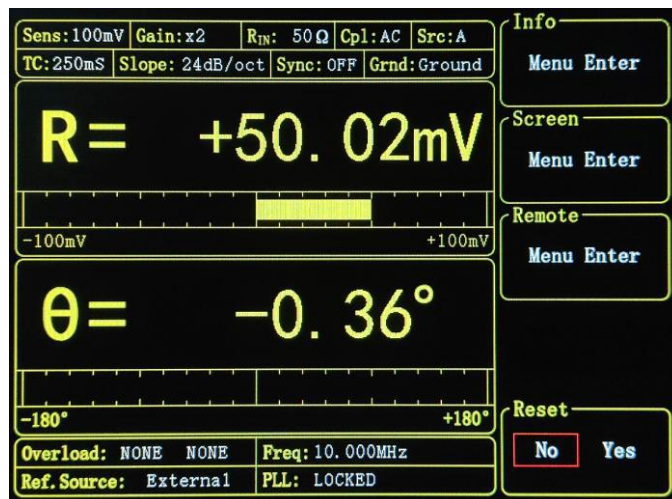 Sens:100mV Gain:x2 RIN: 50Ω Cpl:AC Src:A
TC:250mS Slope: 24dB/oct Sync:OFF Grnd:Ground
R= +50.02mV
-100mV +100mV
θ= -0.36°
-180° +180°
Overload: NONE NONE Freq:10.000MHz
Ref.Source: External PLL: LOCKED
Info
Menu Enter
Screen
Menu Enter
Remote
Menu Enter
Reset
No Yes